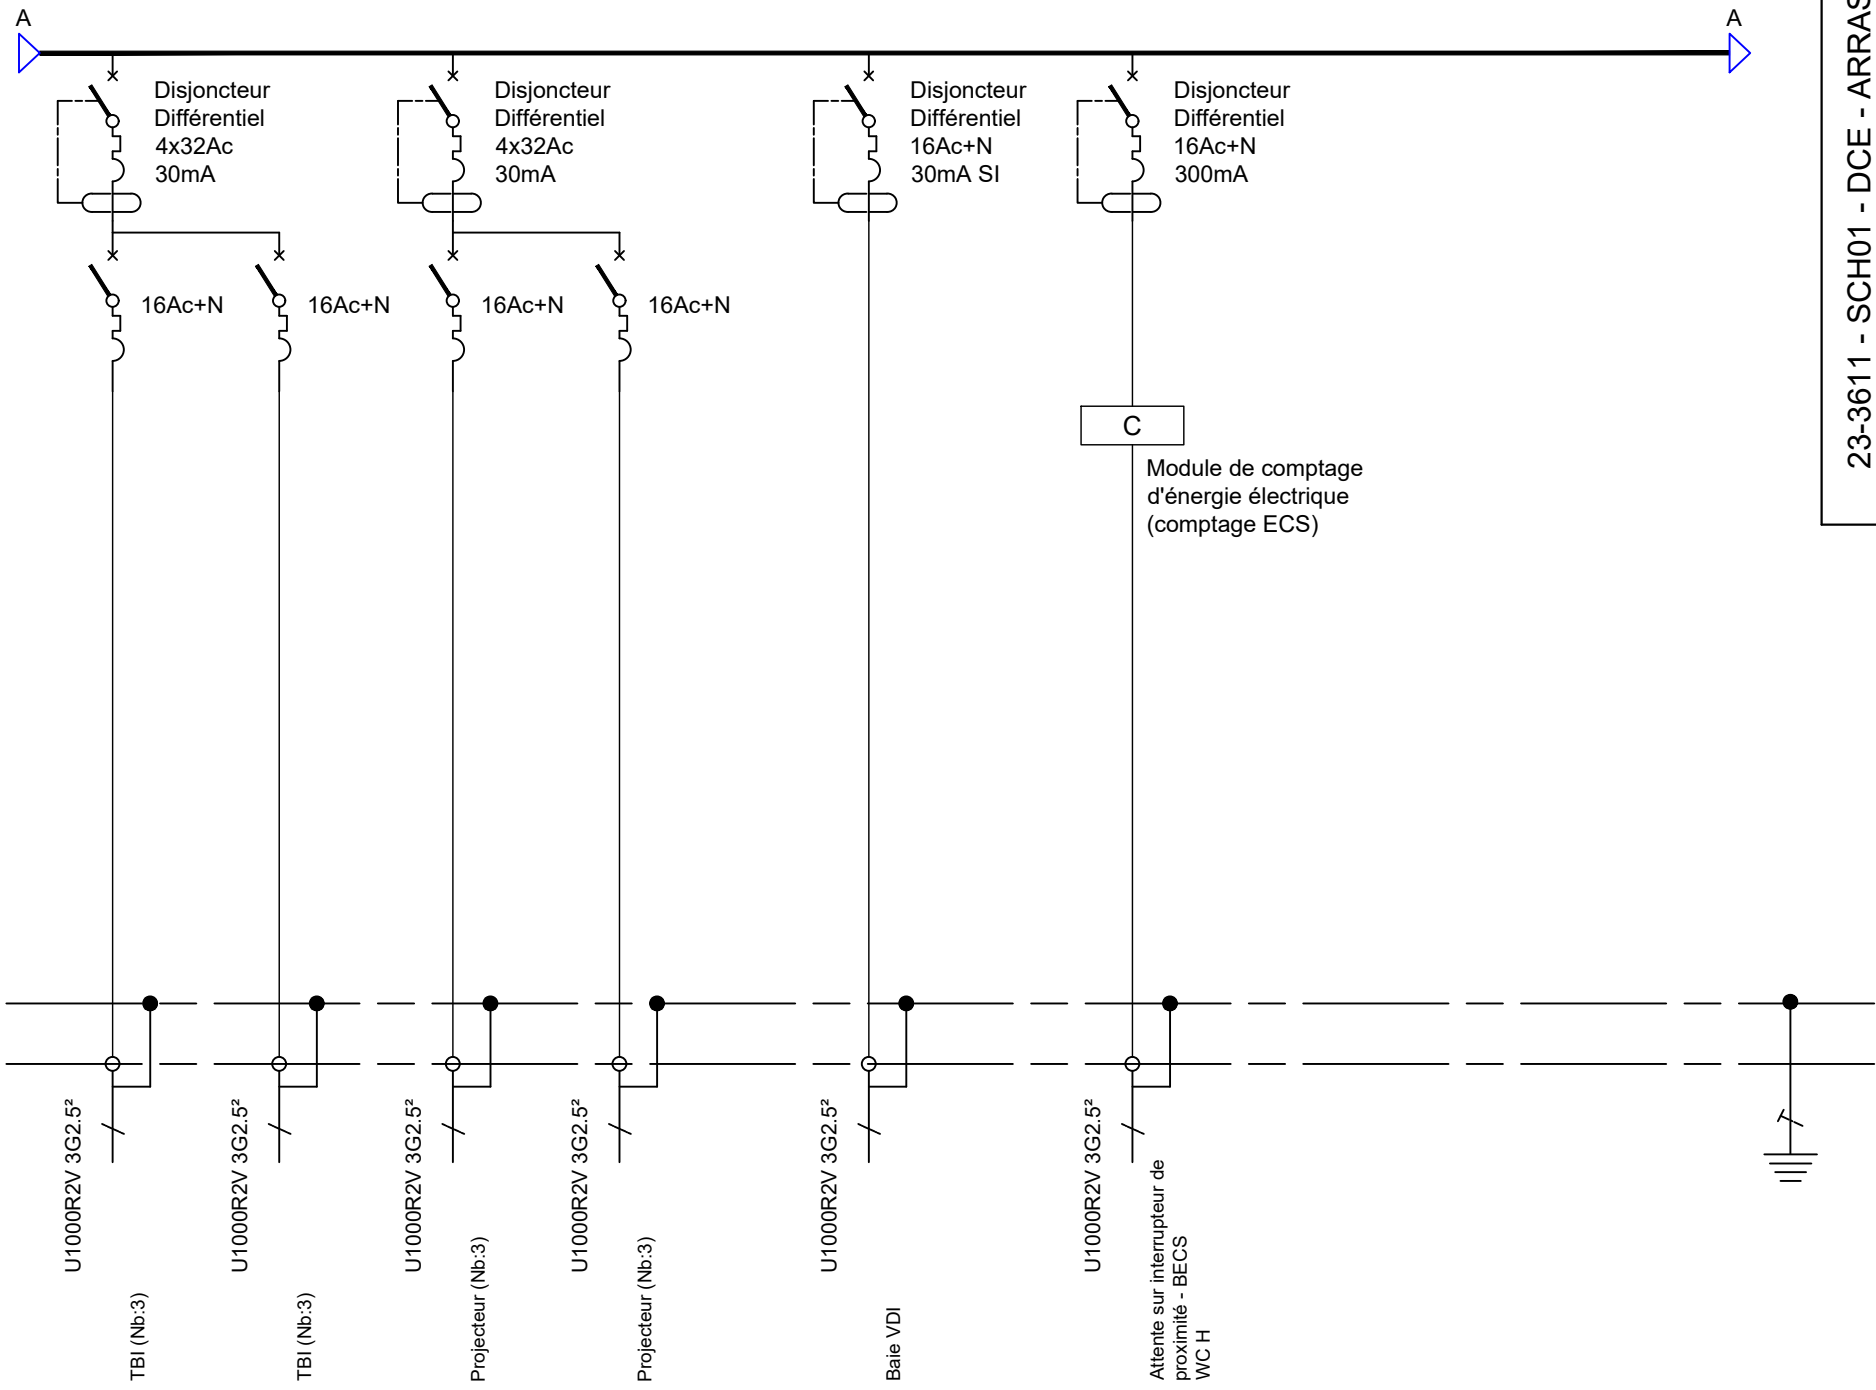 A
A
Disjoncteur
Différentiel
4x32Ac
30mA
Disjoncteur
Différentiel
4x32Ac
30mA
Disjoncteur
Différentiel
16Ac+N
30mA SI
Disjoncteur
Différentiel
16Ac+N
300mA
16Ac+N
16Ac+N
16Ac+N
16Ac+N
C
Module de comptage
d'énergie électrique
(comptage ECS)
U1000R2V 3G2.5²
TBI (Nb:3)
U1000R2V 3G2.5²
TBI (Nb:3)
U1000R2V 3G2.5²
Projecteur (Nb:3)
U1000R2V 3G2.5²
Projecteur (Nb:3)
U1000R2V 3G2.5²
Baie VDI
U1000R2V 3G2.5²
Attente sur interrupteur de
proximité - BECS
WC H
23-3611 - SCH01 - DCE - ARRAS